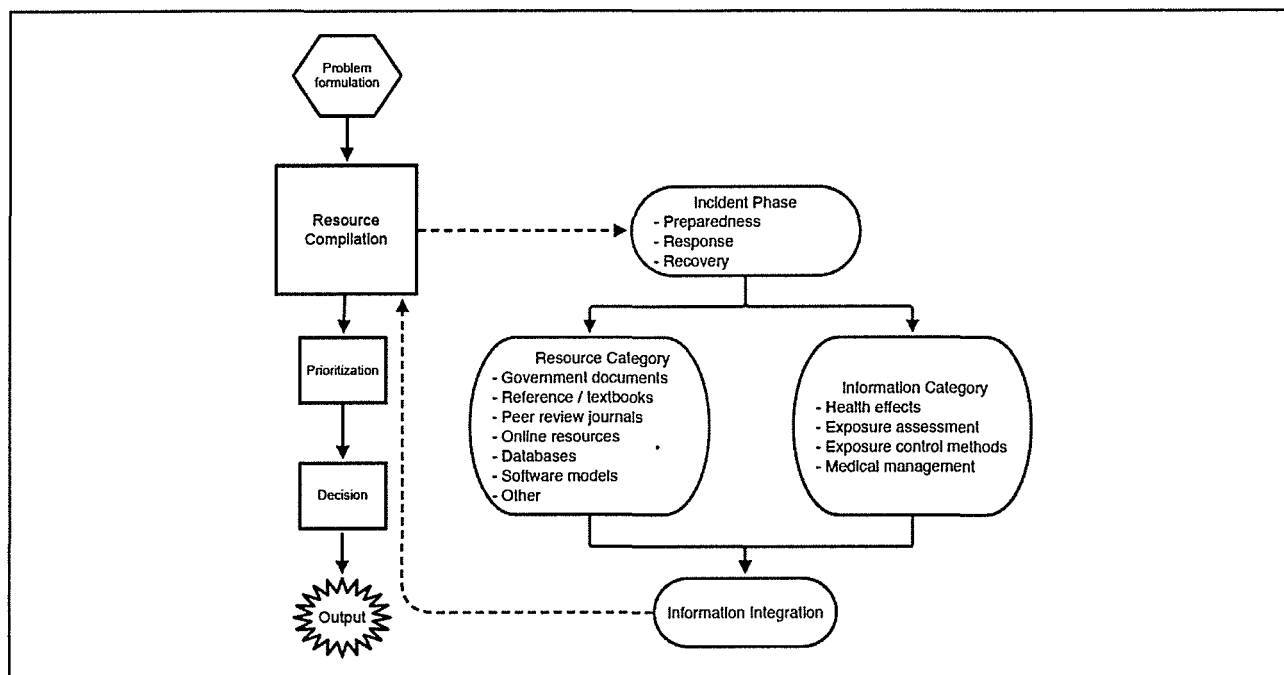 Problem
formulation
Resource
Compilation
Prioritization
Decision
Output
Incident Phase
- Preparedness
- Response
- Recovery
Resource Category
- Government documents
- Reference / textbooks
- Peer review journals
- Online resources
- Databases
- Software models
- Other
Information Category
- Health effects
- Exposure assessment
- Exposure control methods
- Medical management
Information Integration